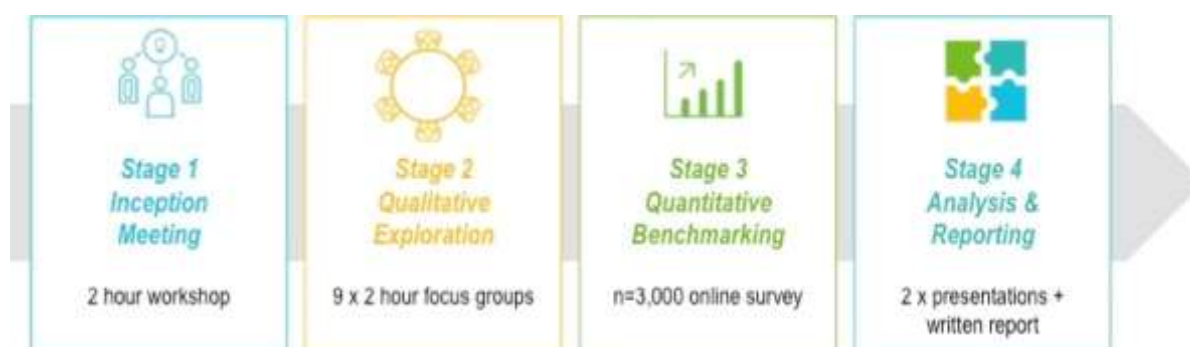 Stage 1
Inception
Meeting
2 hour workshop
Stage 2
Qualitative
Exploration
9 x 2 hour focus groups
Stage 3
Quantitative
Benchmarking
n=3,000 online survey
Stage 4
Analysis &
Reporting
2 x presentations +
written report